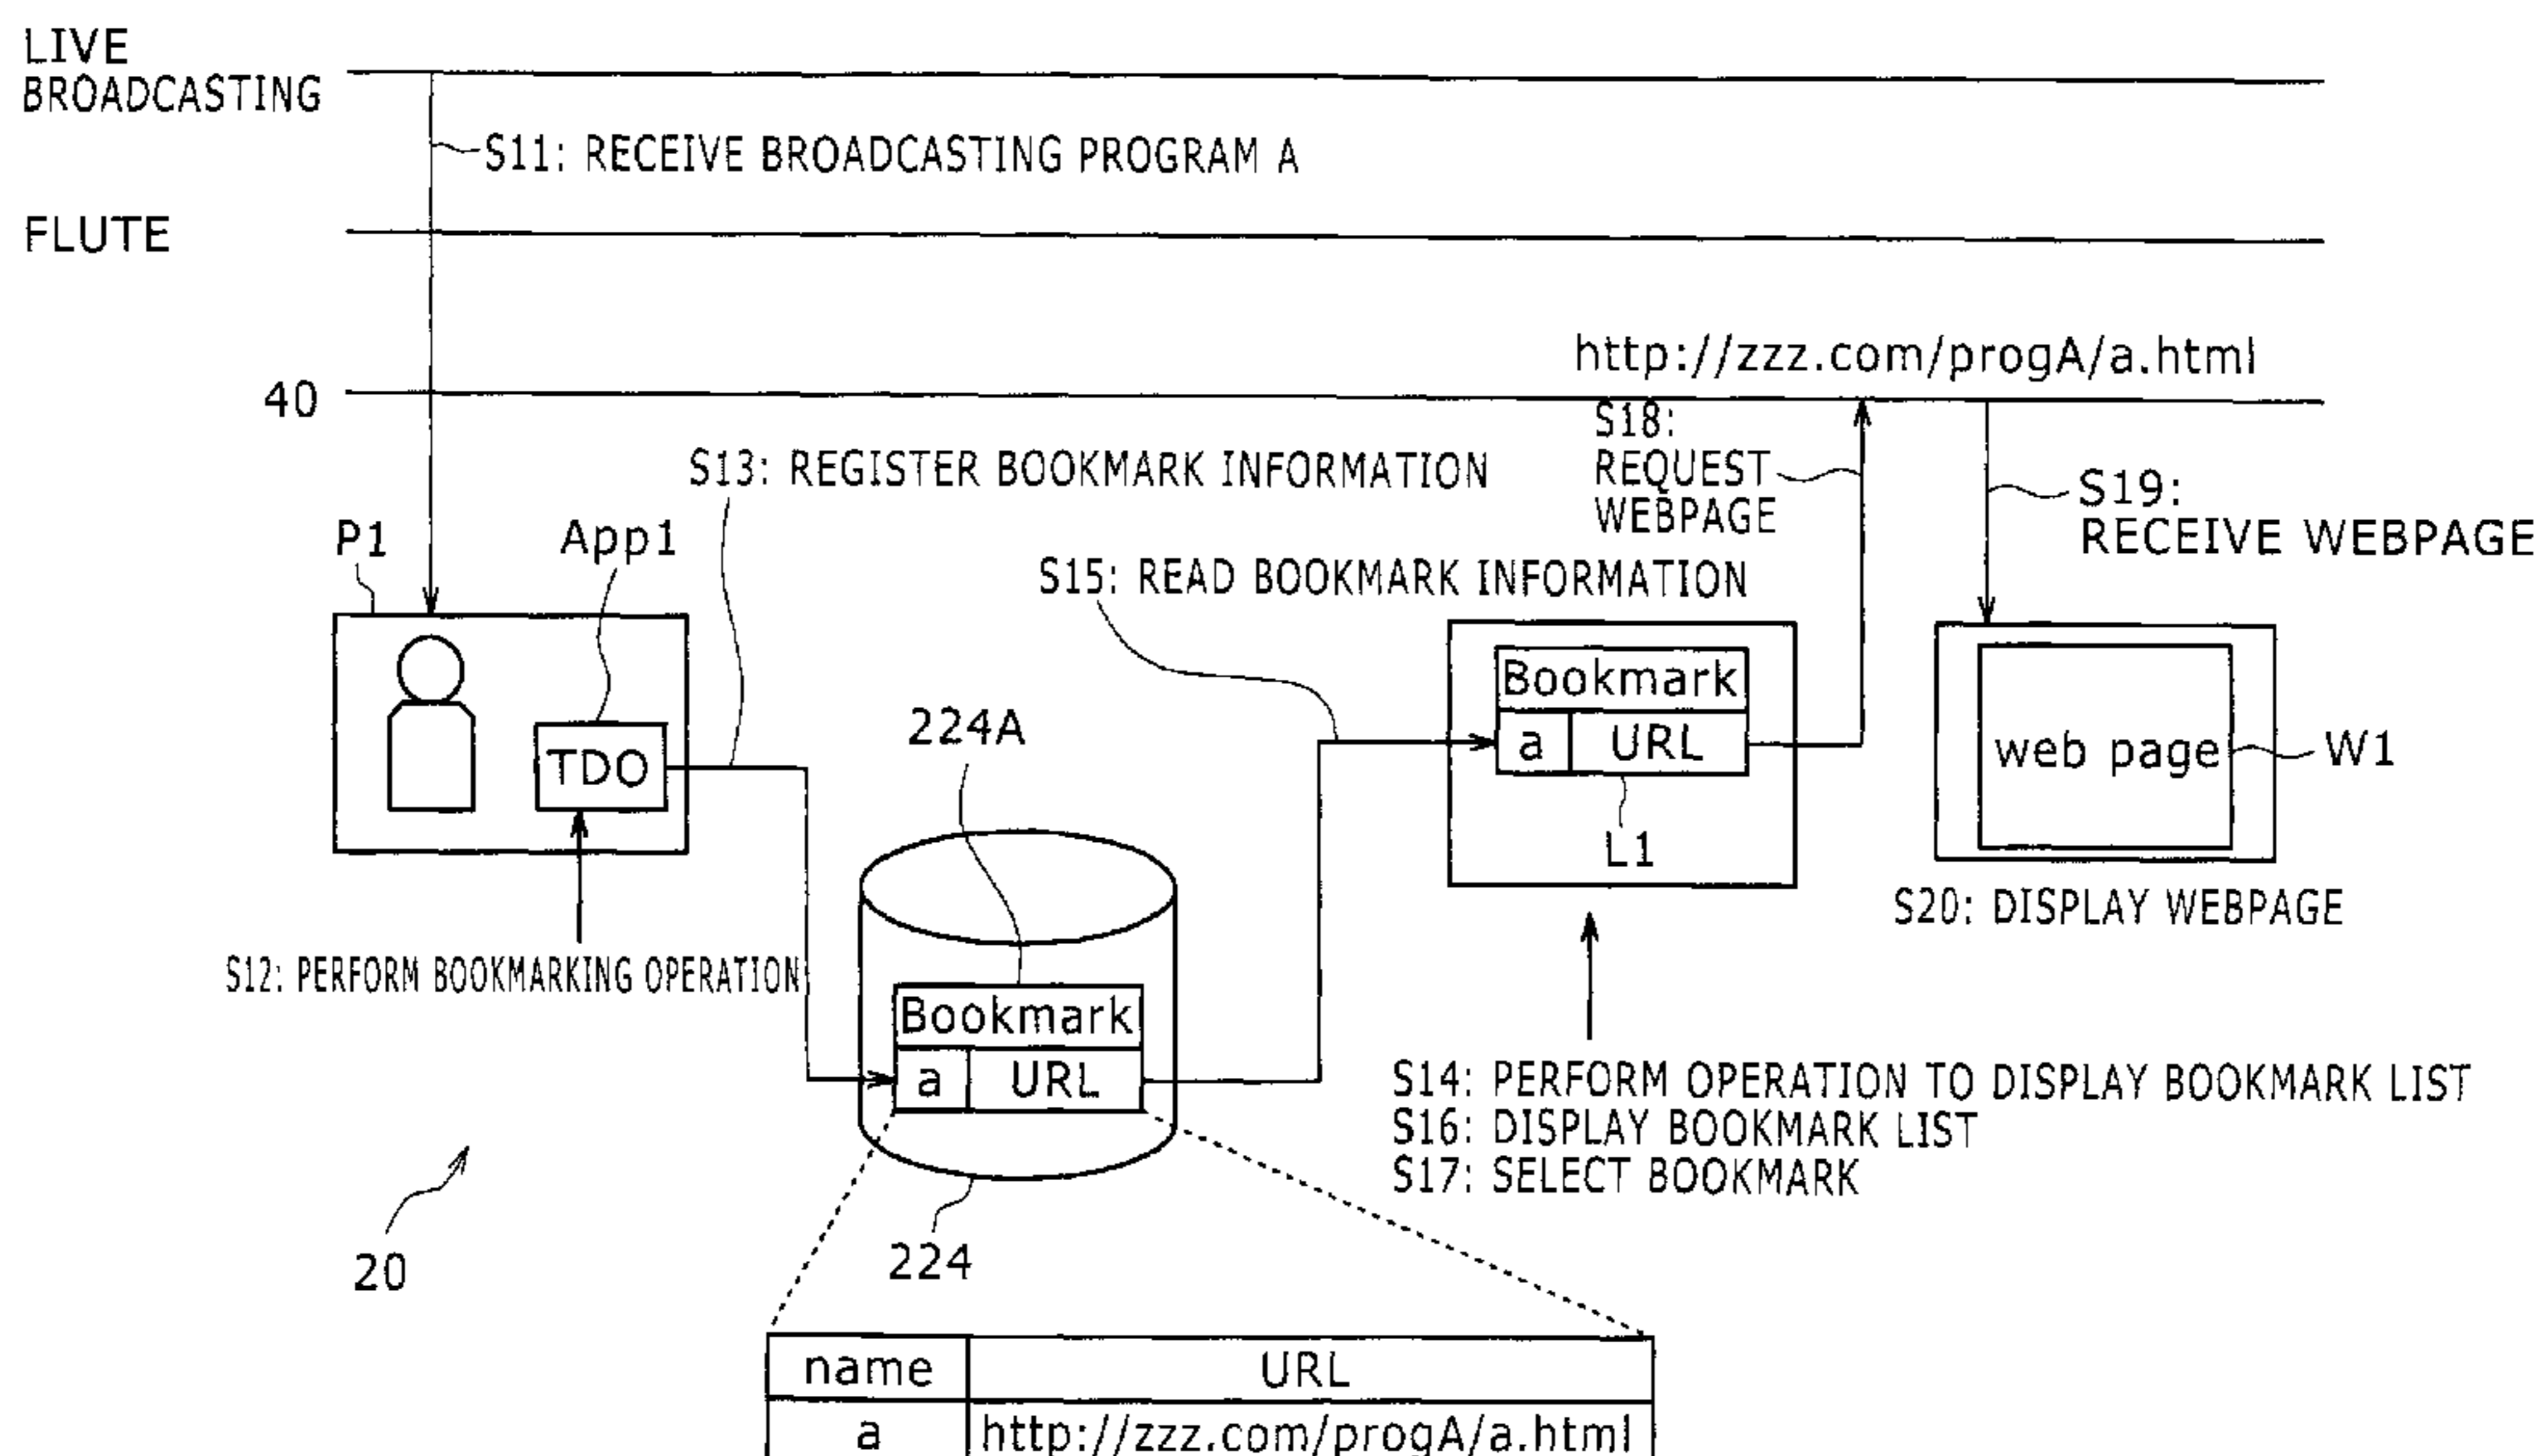 LIVE
BROADCASTING
S11: RECEIVE BROADCASTING PROGRAM A
FLUTE
http://zzz.com/progA/a.html
40
S18:
REQUEST
WEBPAGE
S13: REGISTER BOOKMARK INFORMATION
S19:
RECEIVE WEBPAGE
P1
App1
S15: READ BOOKMARK INFORMATION
Bookmark
a
URL
TDO
web page
W1
224A
L1
S20: DISPLAY WEBPAGE
S12: PERFORM BOOKMARKING OPERATION
Bookmark
a
URL
S14: PERFORM OPERATION TO DISPLAY BOOKMARK LIST
S16: DISPLAY BOOKMARK LIST
S17: SELECT BOOKMARK
20
224
name
URL
a
http://zzz.com/progA/a.html